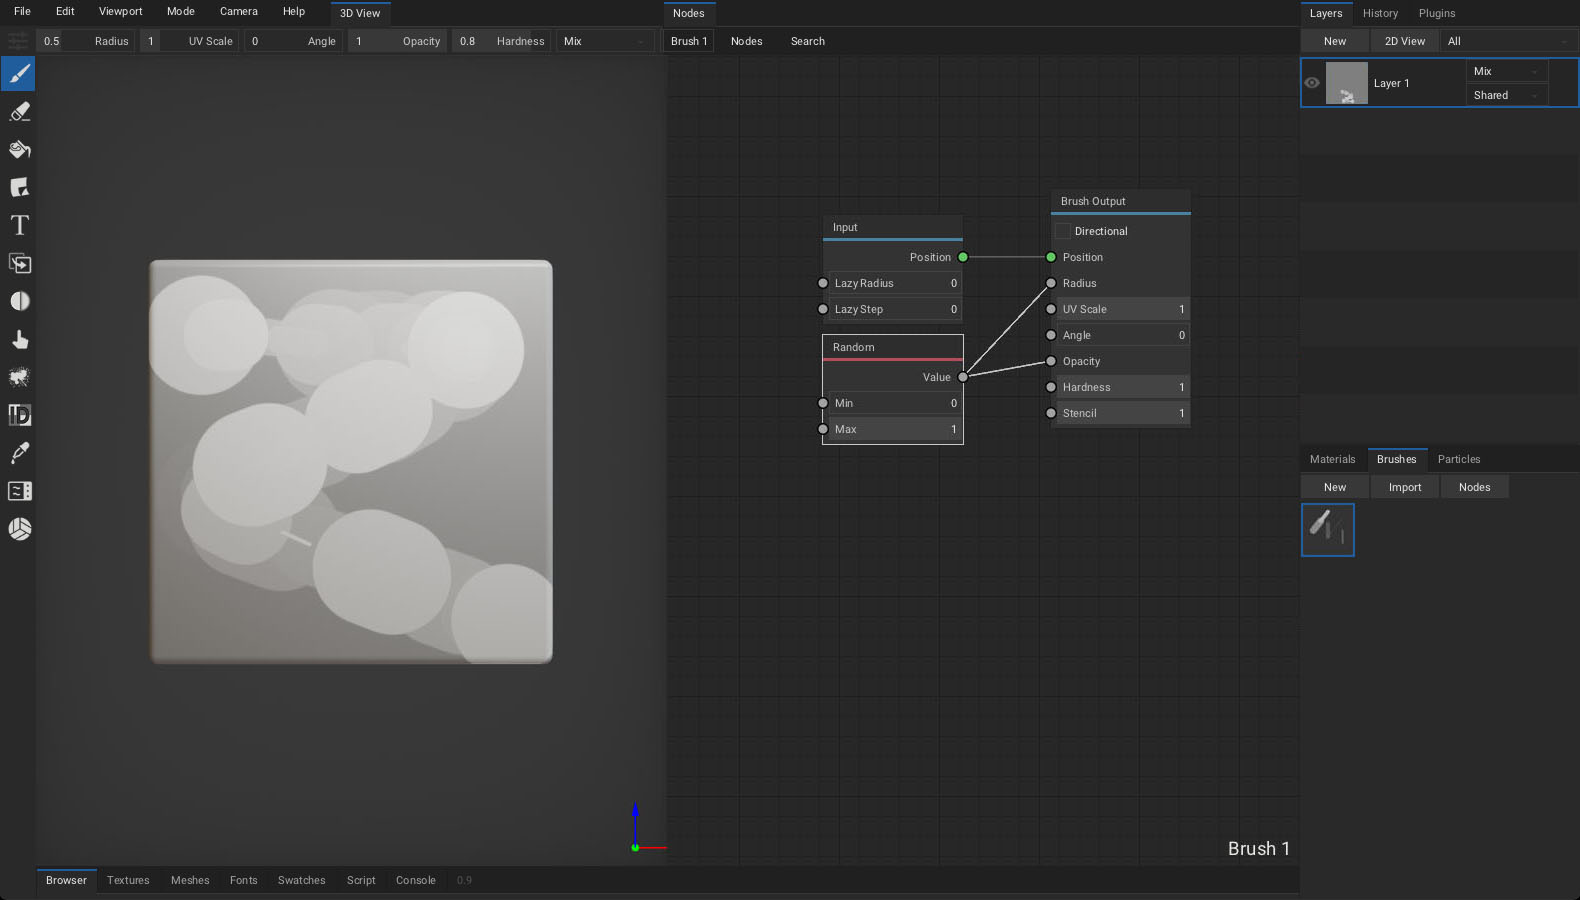 File Edit Viewport Mode Camera Help 3D View Nodes Layers History Plugins
0.5 Radius 1 UV Scale 0 Angle 1 Opacity 0.8 Hardness Mix Brush 1 Nodes Search New 2D View All
Layer 1 Mix
Shared
T
ID
Input
Position
Lazy Radius 0
Lazy Step 0
Random
Value
Min 0
Max 1
Brush Output
Directional
Position
Radius
UV Scale 1
Angle 0
Opacity
Hardness 1
Stencil 1
Brush 1
Materials Brushes Particles
New Import Nodes
Browser Textures Meshes Fonts Swatches Script Console 0.9